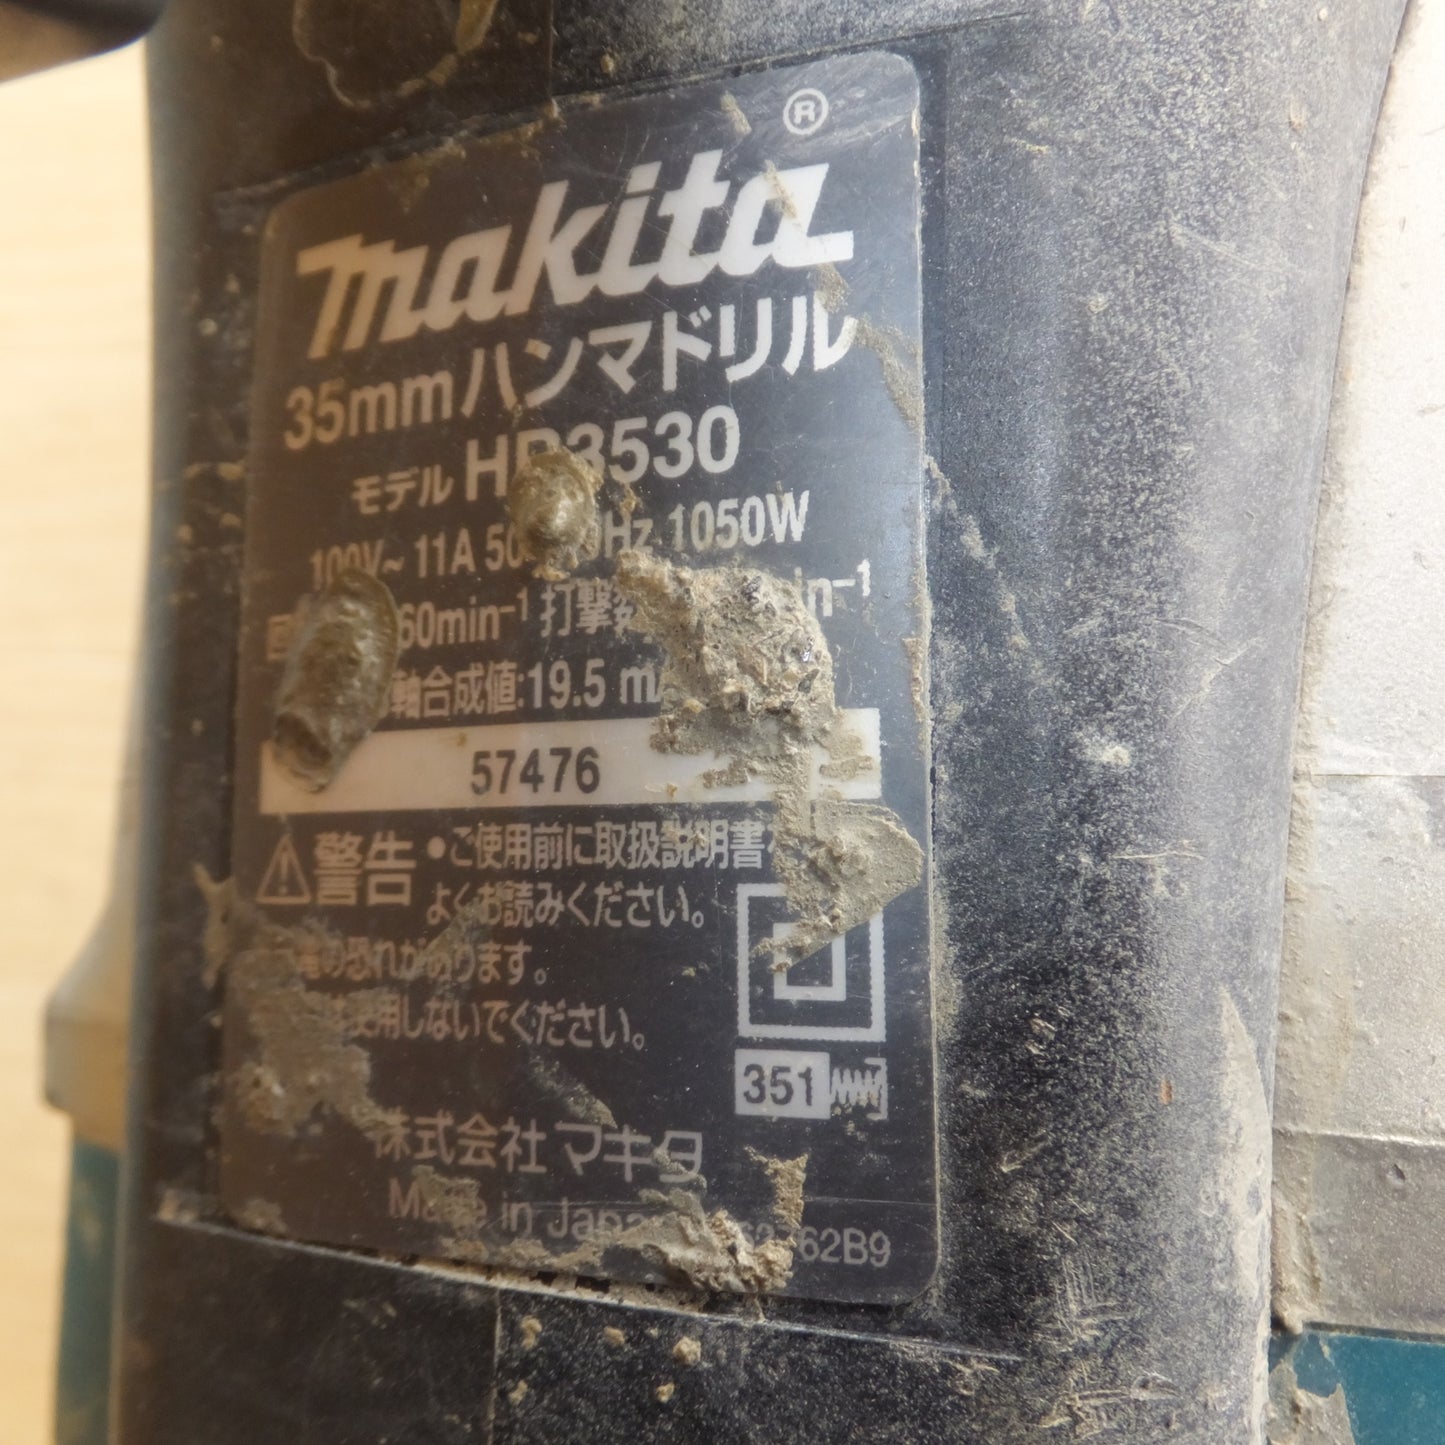 ®
makita
35mmハンマドリル
モデル HR3530
100V~ 11A 50 Hz 1050W
60min⁻¹ 打撃数 in⁻¹
軸合成値:19.5 m/
57476
⚠警告 ●ご使用前に取扱説明書
よくお読みください。
の恐れがあります。
使用しないでください。
351
株式会社 マキタ
Made in Japan 62B9